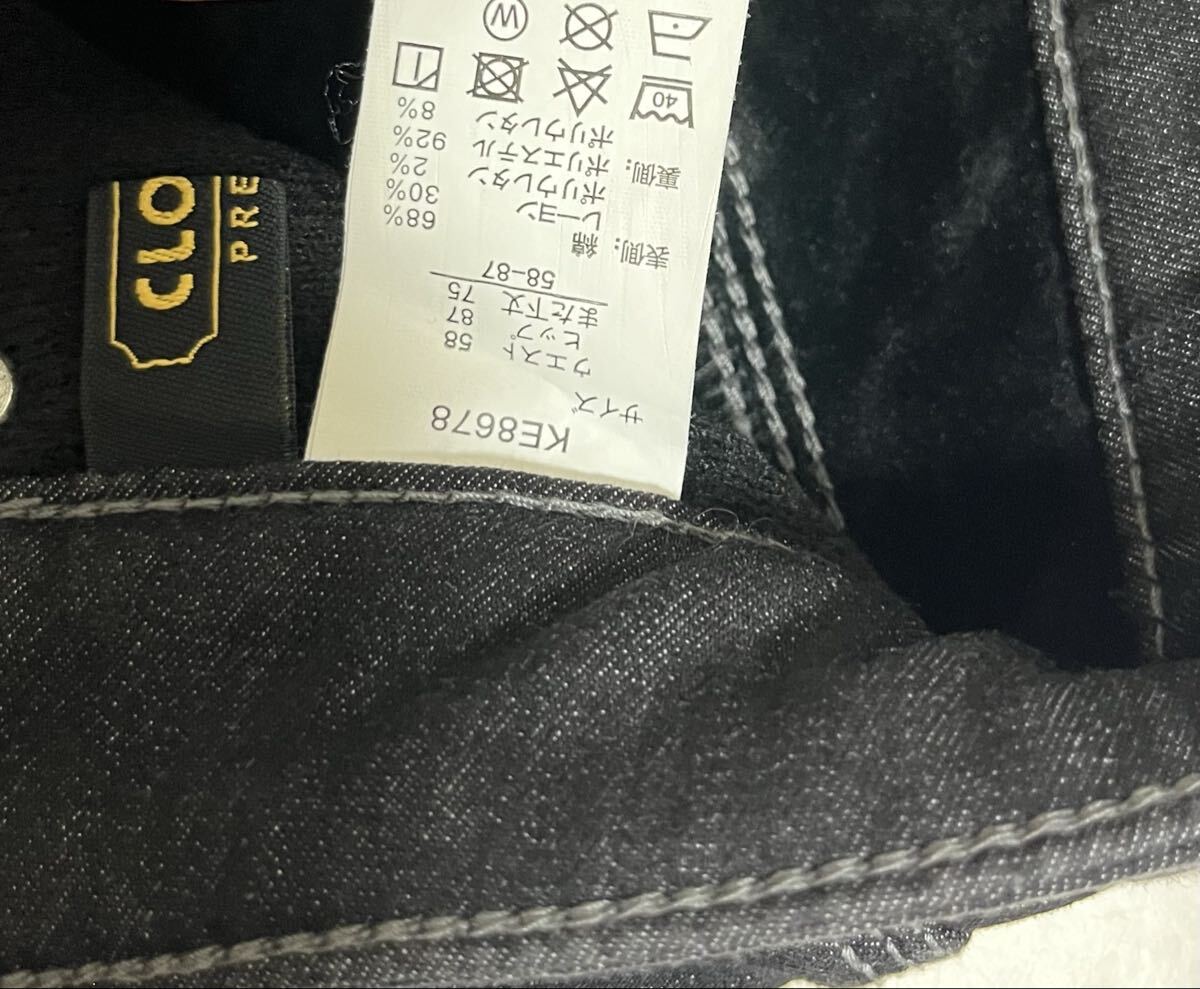 KE8678
サイズ
ウエスト 58
ヒップ 87
また下丈 75
58-87
表側: 綿 68%
レーヨン 30%
ポリウレタン 2%
裏側: ポリエステル 92%
ポリウレタン 8%
40
W
CLO
PRE